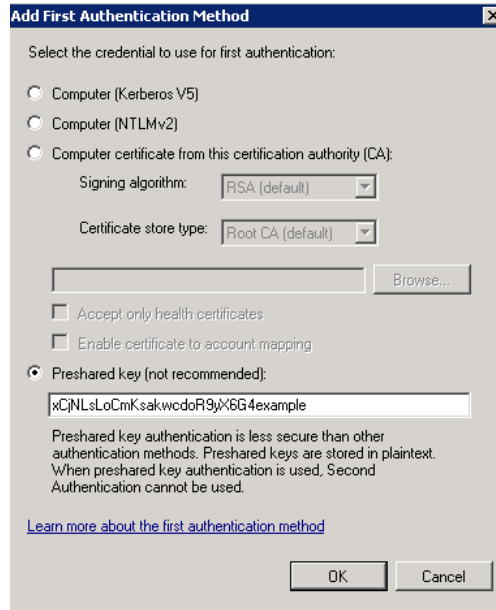 Add First Authentication Method
Select the credential to use for first authentication:
Computer (Kerberos V5)
Computer (NTLMv2)
Computer certificate from this certification authority (CA):
Signing algorithm: RSA (default)
Certificate store type: Root CA (default)
Browse...
Accept only health certificates
Enable certificate to account mapping
Preshared key (not recommended):
xCjNLsLoCmKsakwcdoR9yX6G4example
Preshared key authentication is less secure than other
authentication methods. Preshared keys are stored in plaintext.
When preshared key authentication is used, Second
Authentication cannot be used.
Learn more about the first authentication method
OK Cancel